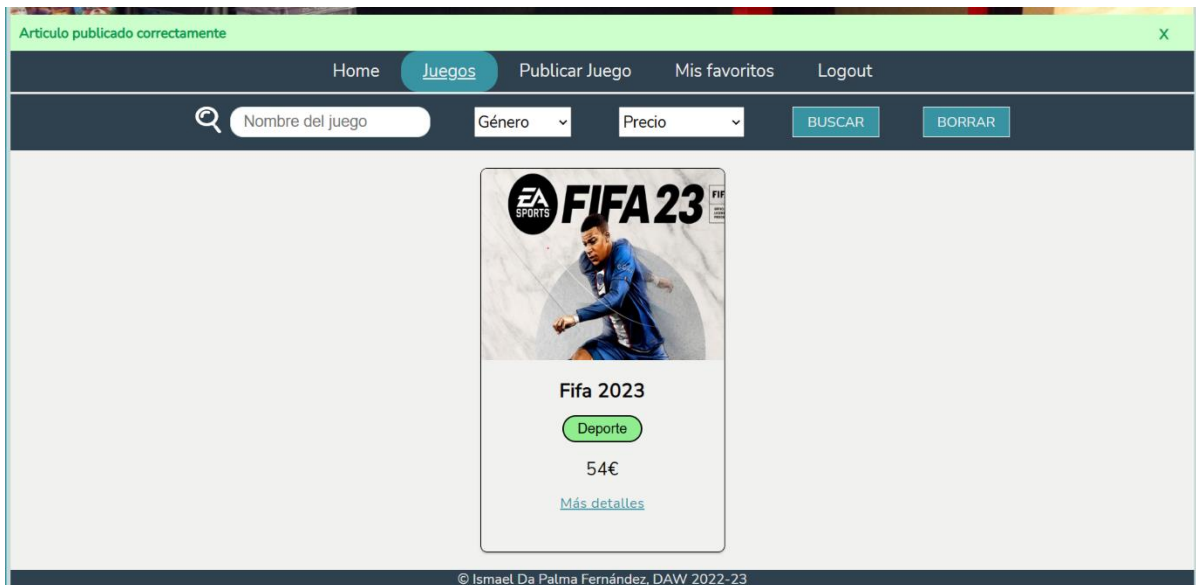 Articulo publicado correctamente X
Home Juegos Publicar Juego Mis favoritos Logout
Nombre del juego Género Precio BUSCAR BORRAR
EA SPORTS FIFA 23 FIF
Fifa 2023
Deporte
54€
Más detalles
© Ismael Da Palma Fernández, DAW 2022-23